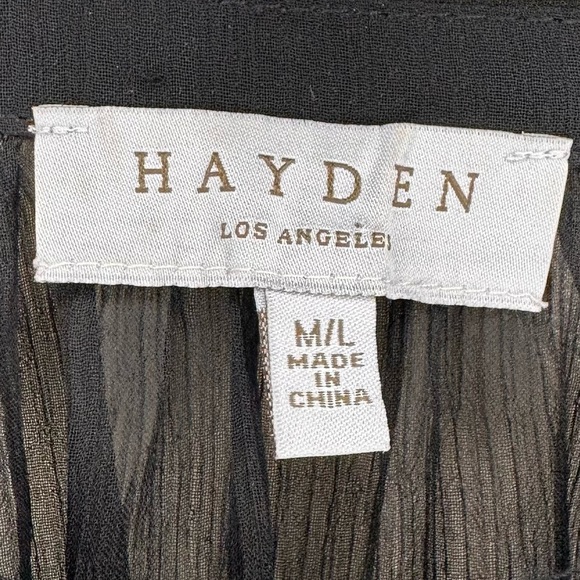 HAYDEN
LOS ANGELES
M/L
MADE
IN
CHINA